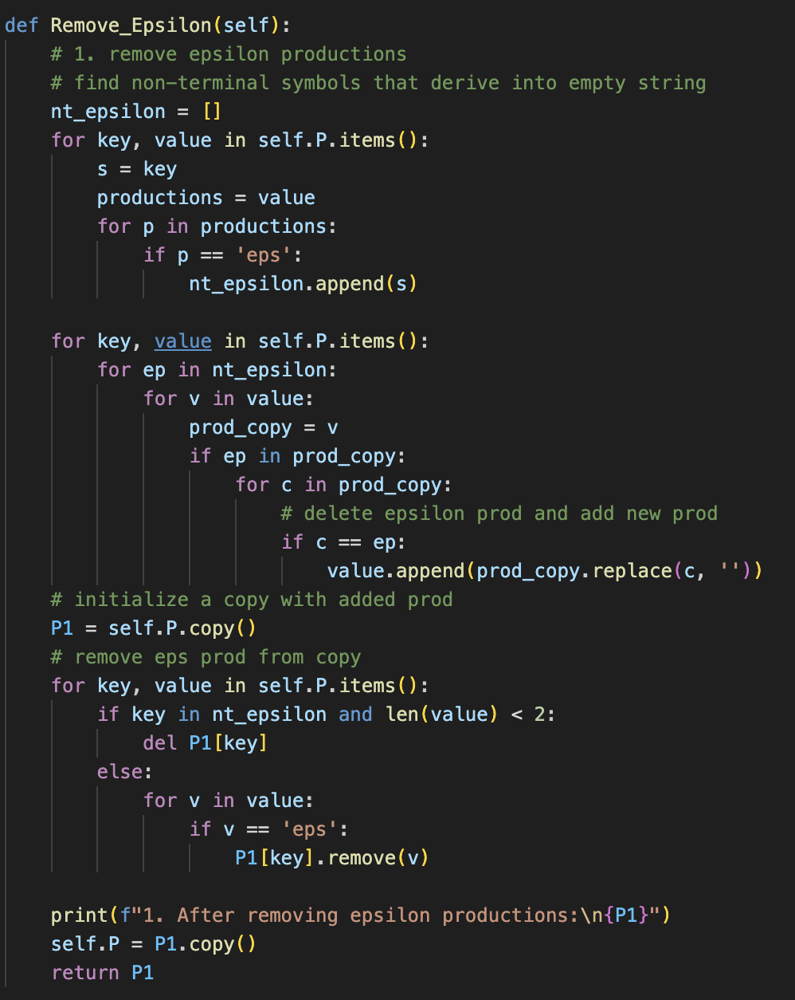 def Remove_Epsilon(self):
    # 1. remove epsilon productions
    # find non-terminal symbols that derive into empty string
    nt_epsilon = []
    for key, value in self.P.items():
        s = key
        productions = value
        for p in productions:
            if p == 'eps':
                nt_epsilon.append(s)

    for key, value in self.P.items():
        for ep in nt_epsilon:
            for v in value:
                prod_copy = v
                if ep in prod_copy:
                    for c in prod_copy:
                        # delete epsilon prod and add new prod
                        if c == ep:
                            value.append(prod_copy.replace(c, ''))
    # initialize a copy with added prod
    P1 = self.P.copy()
    # remove eps prod from copy
    for key, value in self.P.items():
        if key in nt_epsilon and len(value) < 2:
            del P1[key]
        else:
            for v in value:
                if v == 'eps':
                    P1[key].remove(v)

    print(f"1. After removing epsilon productions:\n{P1}")
    self.P = P1.copy()
    return P1